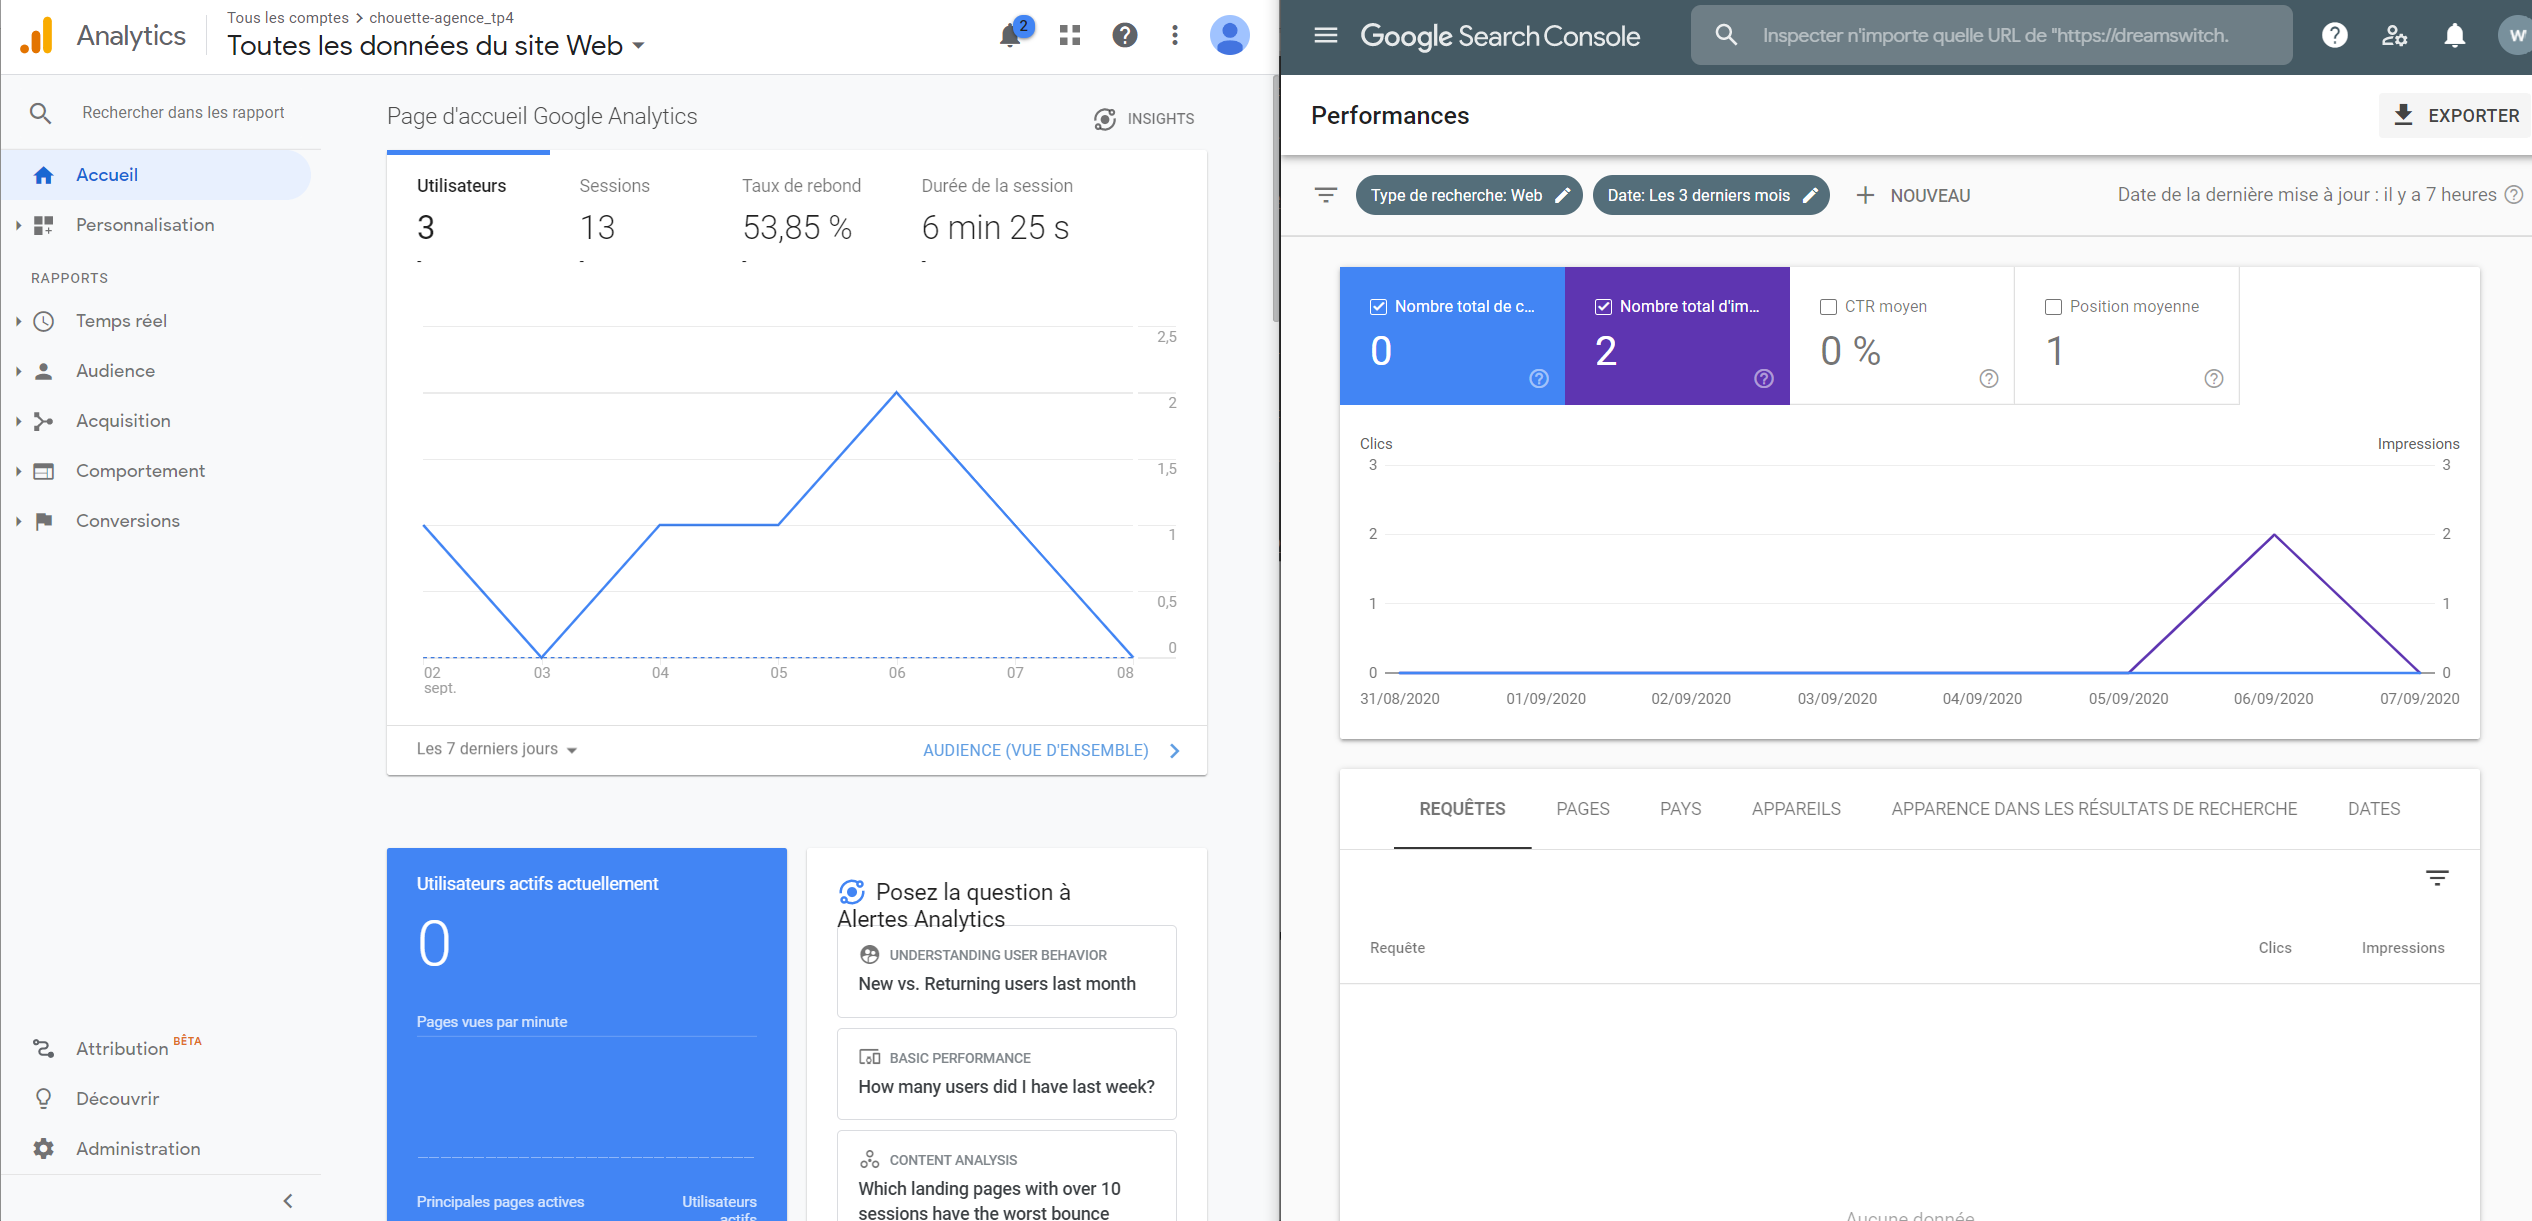 Analytics
Tous les comptes > chouette-agence_tp4
Toutes les données du site Web
2
Rechercher dans les rapport
Accueil
Personnalisation
RAPPORTS
Temps réel
Audience
Acquisition
Comportement
Conversions
Attribution BÊTA
Découvrir
Administration
Page d'accueil Google Analytics
INSIGHTS
Utilisateurs
3
-
Sessions
13
-
Taux de rebond
53,85 %
-
Durée de la session
6 min 25 s
-
2,5
2
1,5
1
0,5
0
02 03 04 05 06 07 08
sept.
Les 7 derniers jours
AUDIENCE (VUE D'ENSEMBLE)
Utilisateurs actifs actuellement
0
Pages vues par minute
Principales pages actives
Utilisateurs
actifs
Posez la question à
Alertes Analytics
UNDERSTANDING USER BEHAVIOR
New vs. Returning users last month
BASIC PERFORMANCE
How many users did I have last week?
CONTENT ANALYSIS
Which landing pages with over 10
sessions have the worst bounce
Google Search Console
Inspecter n'importe quelle URL de "https://dreamswitch.
W
Performances
EXPORTER
Type de recherche: Web
Date: Les 3 derniers mois
NOUVEAU
Date de la dernière mise à jour : il y a 7 heures
Nombre total de c...
0
Nombre total d'im...
2
CTR moyen
0 %
Position moyenne
1
Clics
Impressions
3 3
2 2
1 1
0 0
31/08/2020 01/09/2020 02/09/2020 03/09/2020 04/09/2020 05/09/2020 06/09/2020 07/09/2020
REQUÊTES PAGES PAYS APPAREILS APPARENCE DANS LES RÉSULTATS DE RECHERCHE DATES
Requête Clics Impressions
Aucune donnée